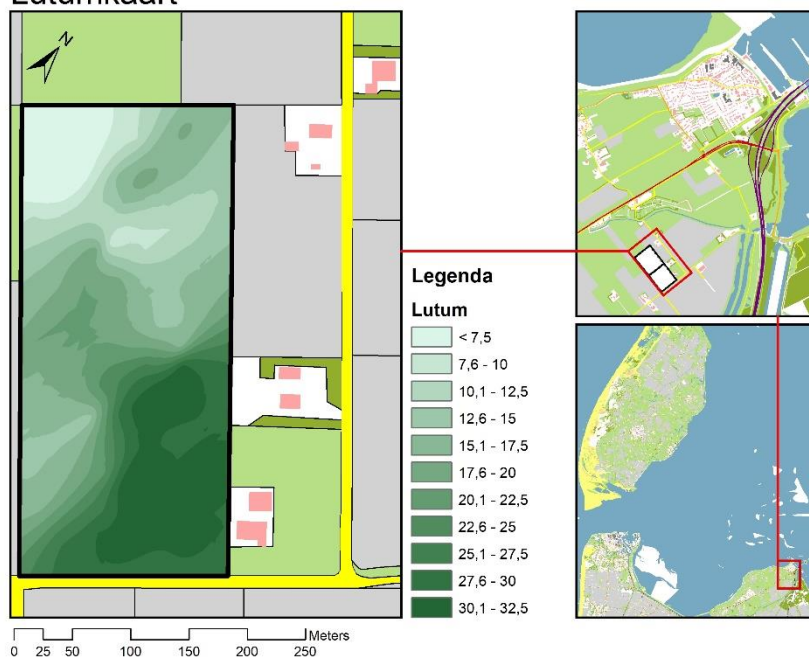 Lutumkaart
N
Legenda
Lutum
< 7,5
7,6 - 10
10,1 - 12,5
12,6 - 15
15,1 - 17,5
17,6 - 20
20,1 - 22,5
22,6 - 25
25,1 - 27,5
27,6 - 30
30,1 - 32,5
Meters
0 25 50 100 150 200 250